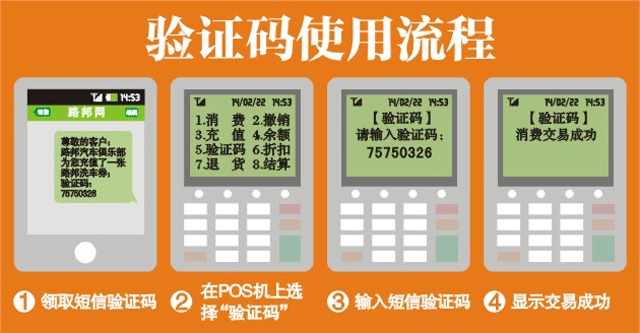 验证码使用流程
14:53
路邦网
尊敬的客户：
路邦汽车俱乐部
为您充值了一张
路邦洗车券；
验证码：
75750326
14/02/22 14:53
1.消 费 2.撤销
3.充 值 4.余额
5.验证码 6.折扣
7.退 货 8.结算
14/02/22 14:53
【验证码】
请输入验证码：
75750326
14/02/22 14:53
【验证码】
消费交易成功
1 领取短信验证码
2 在POS机上选
择“验证码”
3 输入短信验证码
4 显示交易成功